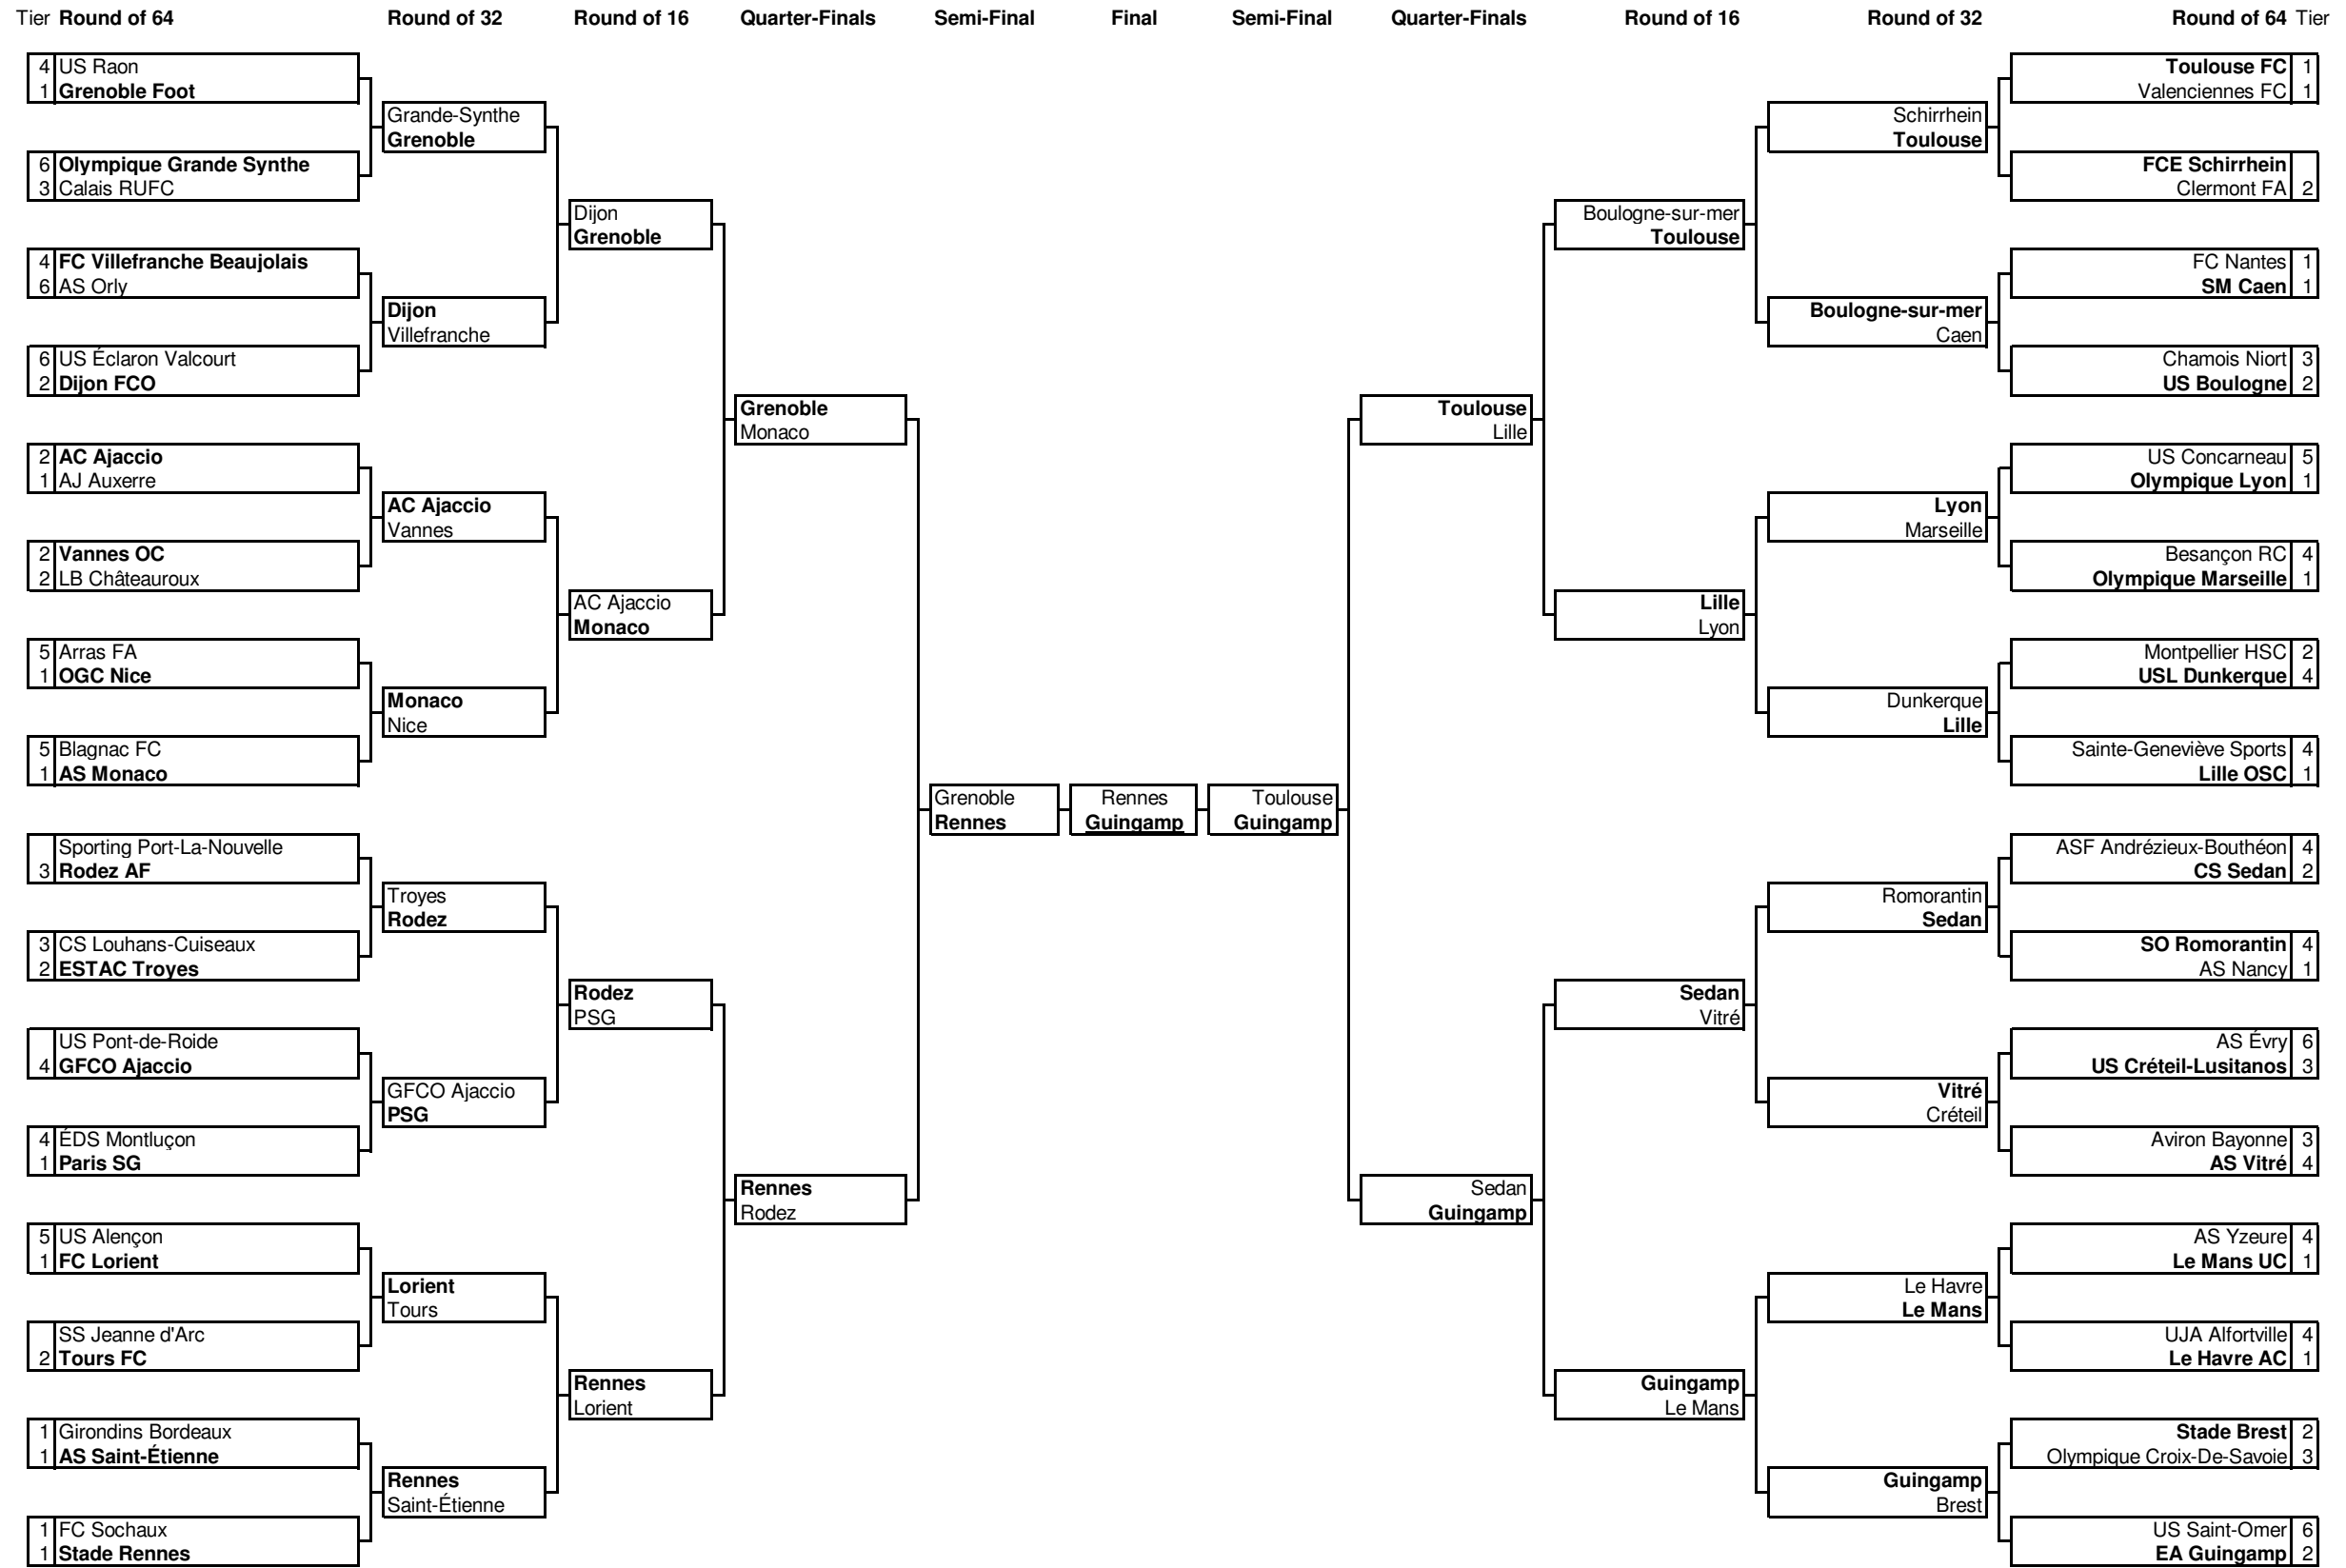 Tier Round of 64 Round of 32 Round of 16 Quarter-Finals Semi-Final Final Semi-Final Quarter-Finals Round of 16 Round of 32 Round of 64 Tier
4 US Raon
1 Grenoble Foot
Grande-Synthe
Grenoble
6 Olympique Grande Synthe
3 Calais RUFC
Dijon
Grenoble
4 FC Villefranche Beaujolais
6 AS Orly
Dijon
Villefranche
6 US Éclaron Valcourt
2 Dijon FCO
Grenoble
Monaco
2 AC Ajaccio
1 AJ Auxerre
AC Ajaccio
Vannes
2 Vannes OC
2 LB Châteauroux
AC Ajaccio
Monaco
5 Arras FA
1 OGC Nice
Monaco
Nice
5 Blagnac FC
1 AS Monaco
Grenoble
Rennes
Rennes
Guingamp
Toulouse
Guingamp
Sporting Port-La-Nouvelle
3 Rodez AF
Troyes
Rodez
3 CS Louhans-Cuiseaux
2 ESTAC Troyes
Rodez
PSG
US Pont-de-Roide
4 GFCO Ajaccio
GFCO Ajaccio
PSG
4 ÉDS Montluçon
1 Paris SG
Rennes
Rodez
5 US Alençon
1 FC Lorient
Lorient
Tours
SS Jeanne d'Arc
2 Tours FC
Rennes
Lorient
1 Girondins Bordeaux
1 AS Saint-Étienne
Rennes
Saint-Étienne
1 FC Sochaux
1 Stade Rennes
Toulouse FC 1
Valenciennes FC 1
Schirrhein
Toulouse
FCE Schirrhein
Clermont FA 2
Boulogne-sur-mer
Toulouse
FC Nantes 1
SM Caen 1
Boulogne-sur-mer
Caen
Chamois Niort 3
US Boulogne 2
Toulouse
Lille
US Concarneau 5
Olympique Lyon 1
Lyon
Marseille
Besançon RC 4
Olympique Marseille 1
Lille
Lyon
Montpellier HSC 2
USL Dunkerque 4
Dunkerque
Lille
Sainte-Geneviève Sports 4
Lille OSC 1
ASF Andrézieux-Bouthéon 4
CS Sedan 2
Romorantin
Sedan
SO Romorantin 4
AS Nancy 1
Sedan
Vitré
AS Évry 6
US Créteil-Lusitanos 3
Vitré
Créteil
Aviron Bayonne 3
AS Vitré 4
Sedan
Guingamp
AS Yzeure 4
Le Mans UC 1
Le Havre
Le Mans
UJA Alfortville 4
Le Havre AC 1
Guingamp
Le Mans
Stade Brest 2
Olympique Croix-De-Savoie 3
Guingamp
Brest
US Saint-Omer 6
EA Guingamp 2